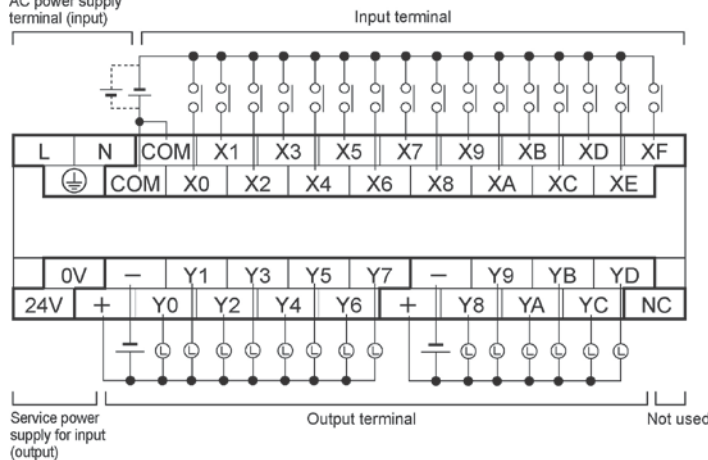 AC power supply
terminal (input)
Input terminal
L N COM X1 X3 X5 X7 X9 XB XD XF
COM X0 X2 X4 X6 X8 XA XC XE
0V − Y1 Y3 Y5 Y7 − Y9 YB YD
24V + Y0 Y2 Y4 Y6 + Y8 YA YC NC
L L L L L L L L L L L L L L
Service power
supply for input
(output)
Output terminal
Not used